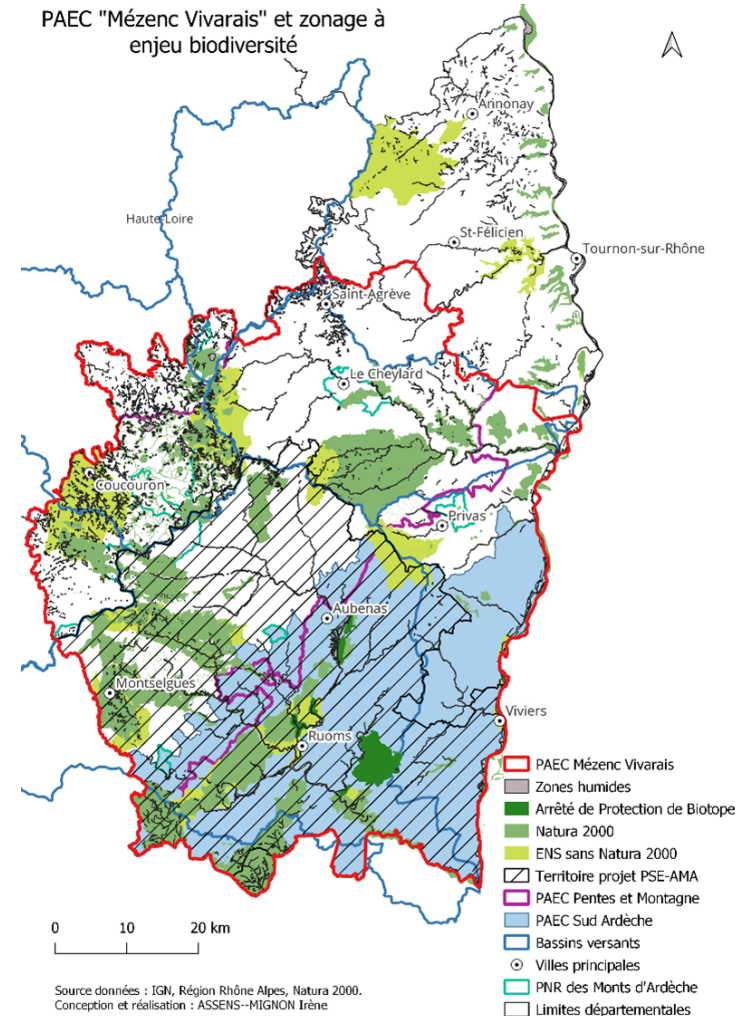 PAEC "Mézenc Vivarais" et zonage à
enjeu biodiversité
Annonay
Haute-Loire
St-Félicien
Tournon-sur-Rhône
Saint-Agrève
Le Cheylard
Coucouron
Privas
Aubenas
Montselgues
Viviers
Ruoms
PAEC Mézenc Vivarais
Zones humides
Arrêté de Protection de Biotope
Natura 2000
ENS sans Natura 2000
Territoire projet PSE-AMA
PAEC Pentes et Montagne
PAEC Sud Ardèche
Bassins versants
Villes principales
PNR des Monts d'Ardèche
Limites départementales
0 10 20 km
Source données : IGN, Région Rhône Alpes, Natura 2000.
Conception et réalisation : ASSENS--MIGNON Irène